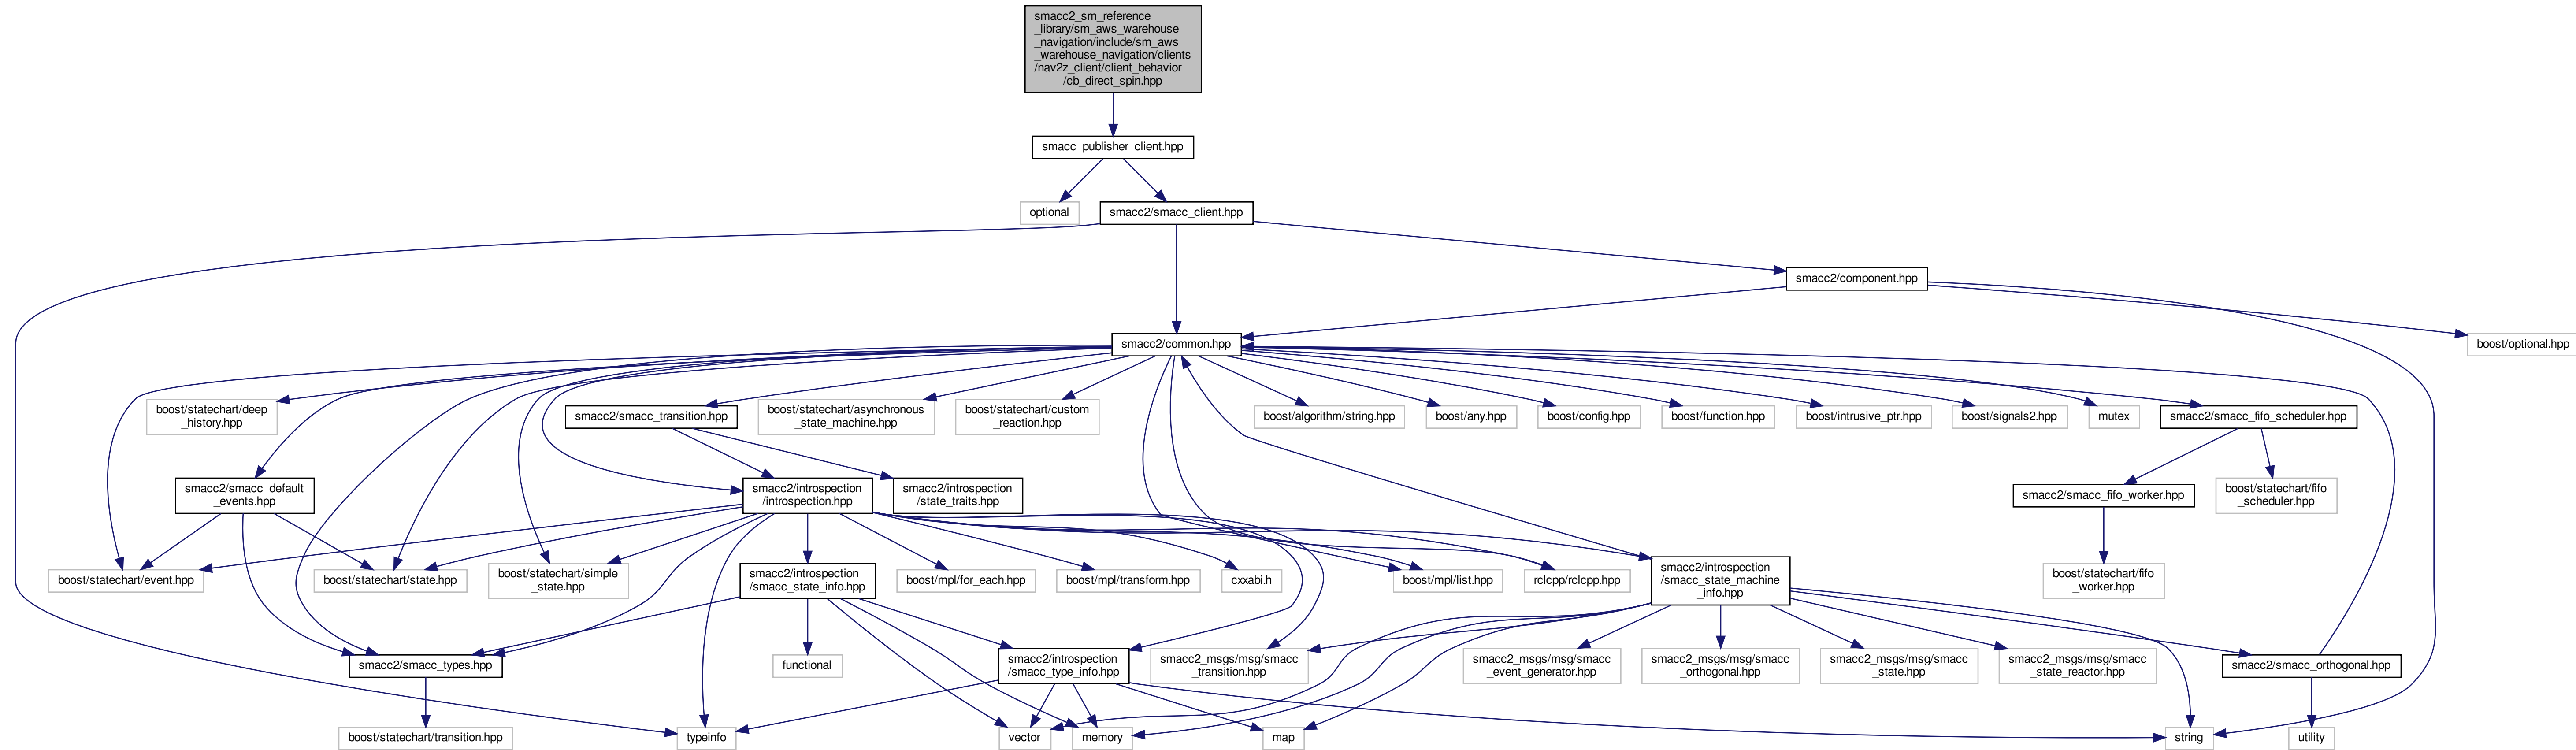 smacc2_sm_reference
_library/sm_aws_warehouse
_navigation/include/sm_aws
_warehouse_navigation/clients
/nav2z_client/client_behavior
/cb_direct_spin.hpp
smacc_publisher_client.hpp
optional
smacc2/smacc_client.hpp
smacc2/component.hpp
smacc2/common.hpp
boost/optional.hpp
boost/statechart/deep
_history.hpp
smacc2/smacc_transition.hpp
boost/statechart/asynchronous
_state_machine.hpp
boost/statechart/custom
_reaction.hpp
boost/algorithm/string.hpp
boost/any.hpp
boost/config.hpp
boost/function.hpp
boost/intrusive_ptr.hpp
boost/signals2.hpp
mutex
smacc2/smacc_fifo_scheduler.hpp
smacc2/smacc_default
_events.hpp
smacc2/introspection
/introspection.hpp
smacc2/introspection
/state_traits.hpp
smacc2/smacc_fifo_worker.hpp
boost/statechart/fifo
_scheduler.hpp
boost/statechart/event.hpp
boost/statechart/state.hpp
boost/statechart/simple
_state.hpp
smacc2/introspection
/smacc_state_info.hpp
boost/mpl/for_each.hpp
boost/mpl/transform.hpp
cxxabi.h
boost/mpl/list.hpp
rclcpp/rclcpp.hpp
smacc2/introspection
/smacc_state_machine
_info.hpp
boost/statechart/fifo
_worker.hpp
smacc2/smacc_types.hpp
functional
smacc2/introspection
/smacc_type_info.hpp
smacc2_msgs/msg/smacc
_transition.hpp
smacc2_msgs/msg/smacc
_event_generator.hpp
smacc2_msgs/msg/smacc
_orthogonal.hpp
smacc2_msgs/msg/smacc
_state.hpp
smacc2_msgs/msg/smacc
_state_reactor.hpp
smacc2/smacc_orthogonal.hpp
boost/statechart/transition.hpp
typeinfo
vector
memory
map
string
utility